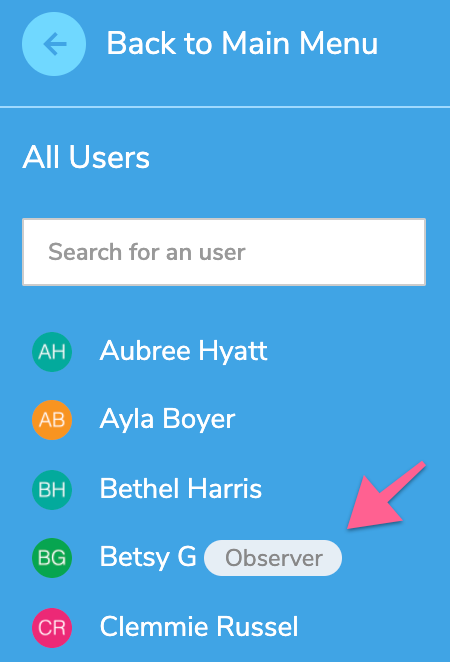 Back to Main Menu
All Users
Search for an user
AH Aubree Hyatt
AB Ayla Boyer
BH Bethel Harris
BG Betsy G Observer
CR Clemmie Russel